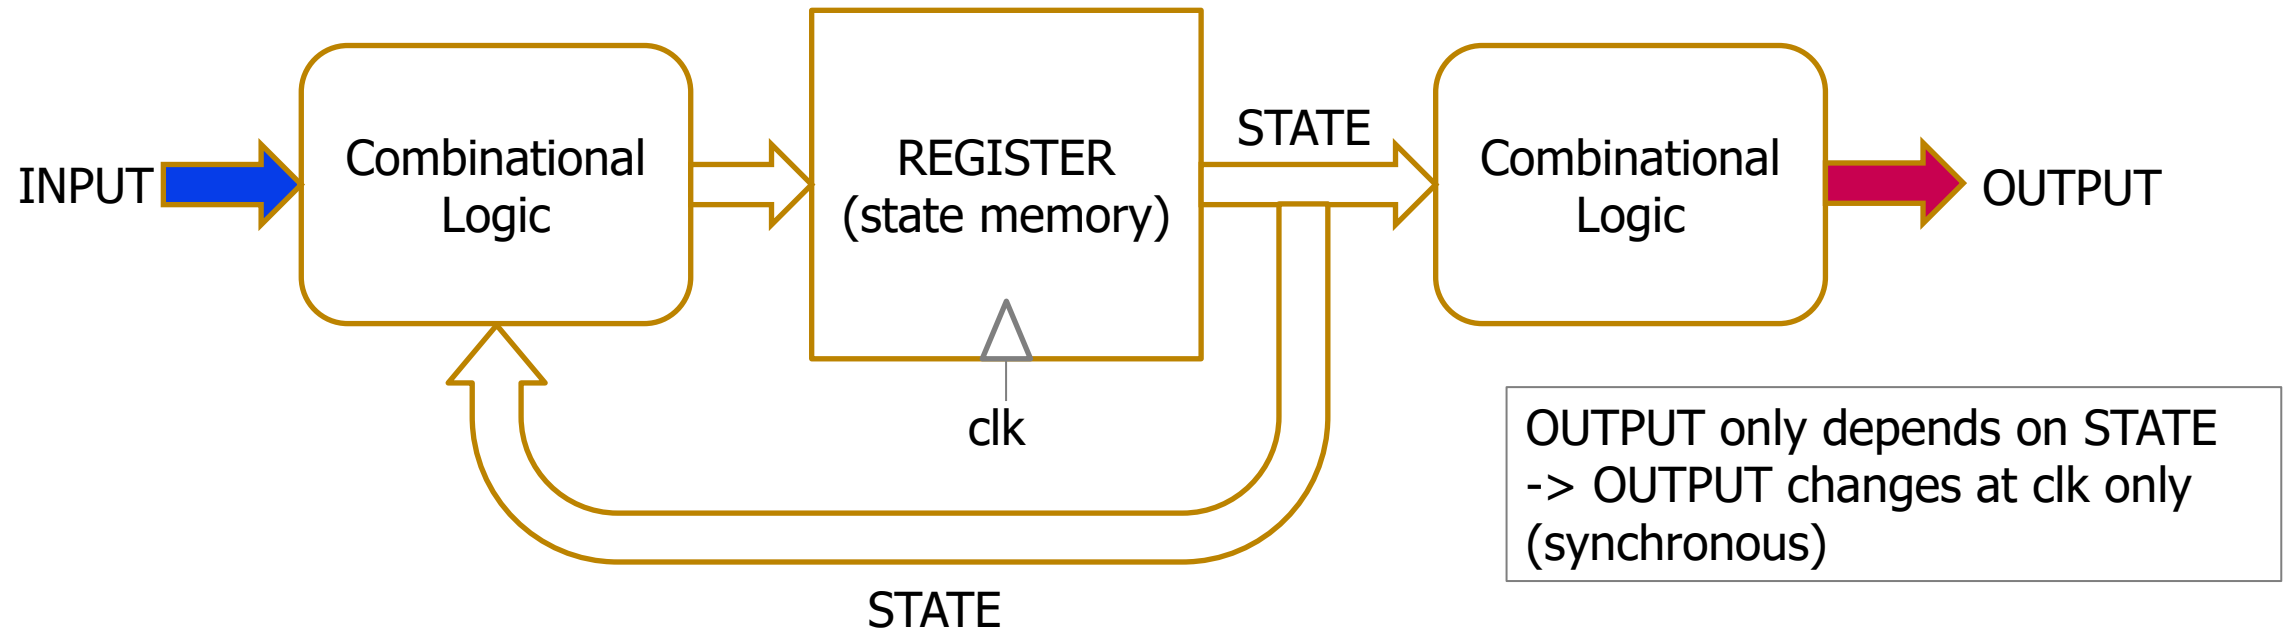 INPUT
Combinational
Logic
REGISTER
(state memory)
clk
STATE
Combinational
Logic
OUTPUT
STATE
OUTPUT only depends on STATE
-> OUTPUT changes at clk only
(synchronous)